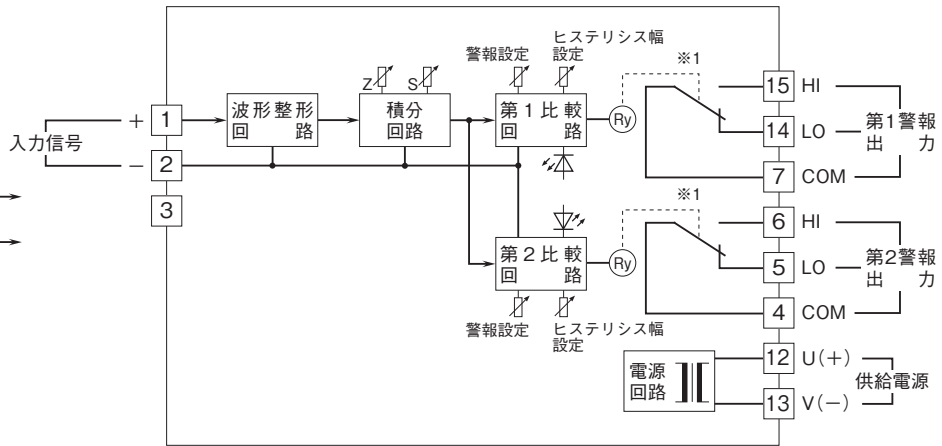 ヒステリシス幅
設定
警報設定
※1
Z
S
15 HI
波形整形
回　　路
積分
回路
第1比較
回　　路
Ry
第1警報
出　　力
+ 1
14 LO
入力信号
− 2
7 COM
3
※1
6 HI
第2比較
回　　路
Ry
第2警報
出　　力
5 LO
4 COM
警報設定
ヒステリシス幅
設定
12 U(+)
電源
回路
供給電源
13 V(−)